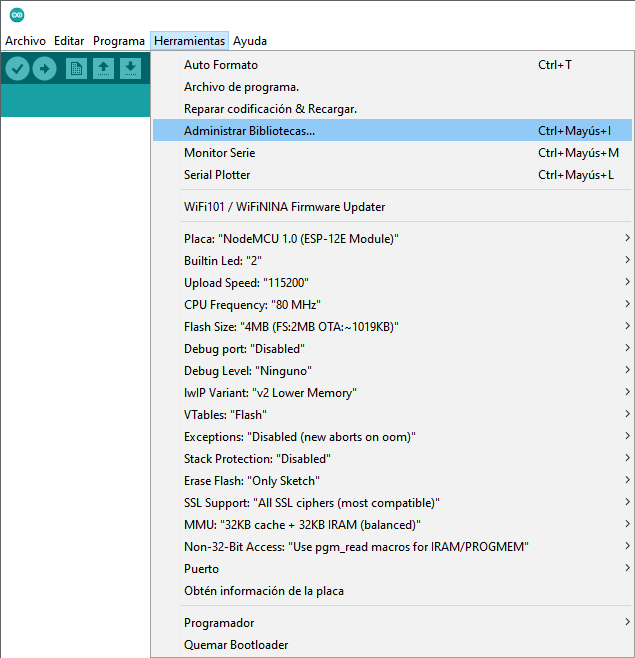 Archivo Editar Programa Herramientas Ayuda
Auto Formato Ctrl+T
Archivo de programa.
Reparar codificación & Recargar.
Administrar Bibliotecas... Ctrl+Mayús+I
Monitor Serie Ctrl+Mayús+M
Serial Plotter Ctrl+Mayús+L
WiFi101 / WiFiNINA Firmware Updater
Placa: "NodeMCU 1.0 (ESP-12E Module)"
Builtin Led: "2"
Upload Speed: "115200"
CPU Frequency: "80 MHz"
Flash Size: "4MB (FS:2MB OTA:~1019KB)"
Debug port: "Disabled"
Debug Level: "Ninguno"
lwIP Variant: "v2 Lower Memory"
VTables: "Flash"
Exceptions: "Disabled (new aborts on oom)"
Stack Protection: "Disabled"
Erase Flash: "Only Sketch"
SSL Support: "All SSL ciphers (most compatible)"
MMU: "32KB cache + 32KB IRAM (balanced)"
Non-32-Bit Access: "Use pgm_read macros for IRAM/PROGMEM"
Puerto
Obtén información de la placa
Programador
Quemar Bootloader